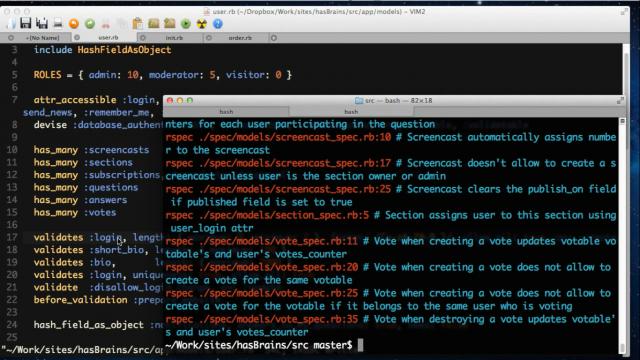 user.rb (~/Dropbox/Work/sites/hasBrains/src/app/models) - VIM2
~[No Name]
user.rb
init.rb
order.rb
3 include HashFieldAsObject
5 ROLES = { admin: 10, moderator: 5, visitor: 0 }
7 attr_accessible :login,
send_news, :remember_me,
8 devise :database_authen
10 has_many :screencasts
11 has_many :sections
12 has_many :subscriptions,
13 has_many :questions
14 has_many :answers
15 has_many :votes
16
17 validates :login, length
18 validates :short_bio, l
19 validates :bio, l
20 validates :login, unique
21 validate :disallow_logi
22 before_validation :prep
23
24 hash_field_as_object :no
25
"~/Work/sites/hasBrains/src/ap
src — bash — 82×18
bash
bash
nters for each user participating in the question
rspec ./spec/models/screencast_spec.rb:10 # Screencast automatically assigns numbe
r to the screencast
rspec ./spec/models/screencast_spec.rb:17 # Screencast doesn't allow to create a s
creencast unless user is the section owner or admin
rspec ./spec/models/screencast_spec.rb:25 # Screencast clears the publish_on field
if published field is set to true
rspec ./spec/models/section_spec.rb:5 # Section assigns user to this section using
user_login attr
rspec ./spec/models/vote_spec.rb:11 # Vote when creating a vote updates votable vo
tabale's and user's votes_counter
rspec ./spec/models/vote_spec.rb:20 # Vote when creating a vote does not allow to
create a vote for the same votable
rspec ./spec/models/vote_spec.rb:25 # Vote when creating a vote does not allow to
create a vote for the votable if it belongs to the same user who is voting
rspec ./spec/models/vote_spec.rb:35 # Vote when destroying a vote updates votable'
s and user's votes_counter
~/Work/sites/hasBrains/src master$